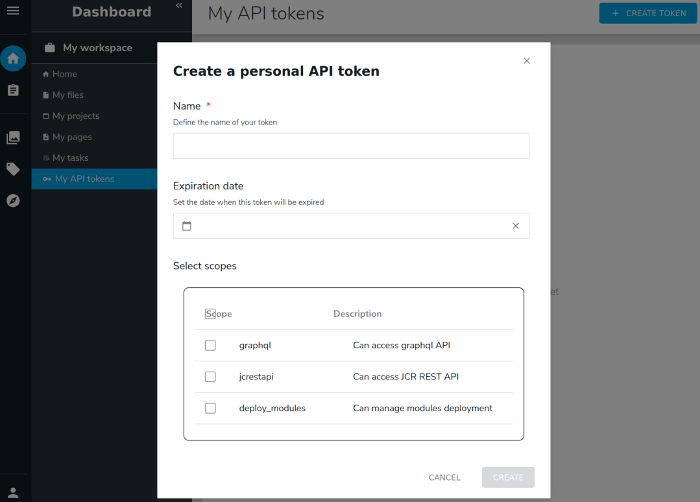 Dashboard
«
My API tokens
+ CREATE TOKEN
My workspace
Home
My files
My projects
My pages
My tasks
My API tokens
Create a personal API token
Name *
Define the name of your token
Expiration date
Set the date when this token will be expired
Select scopes
Scope Description
graphql Can access graphql API
jcrestapi Can access JCR REST API
deploy_modules Can manage modules deployment
CANCEL CREATE